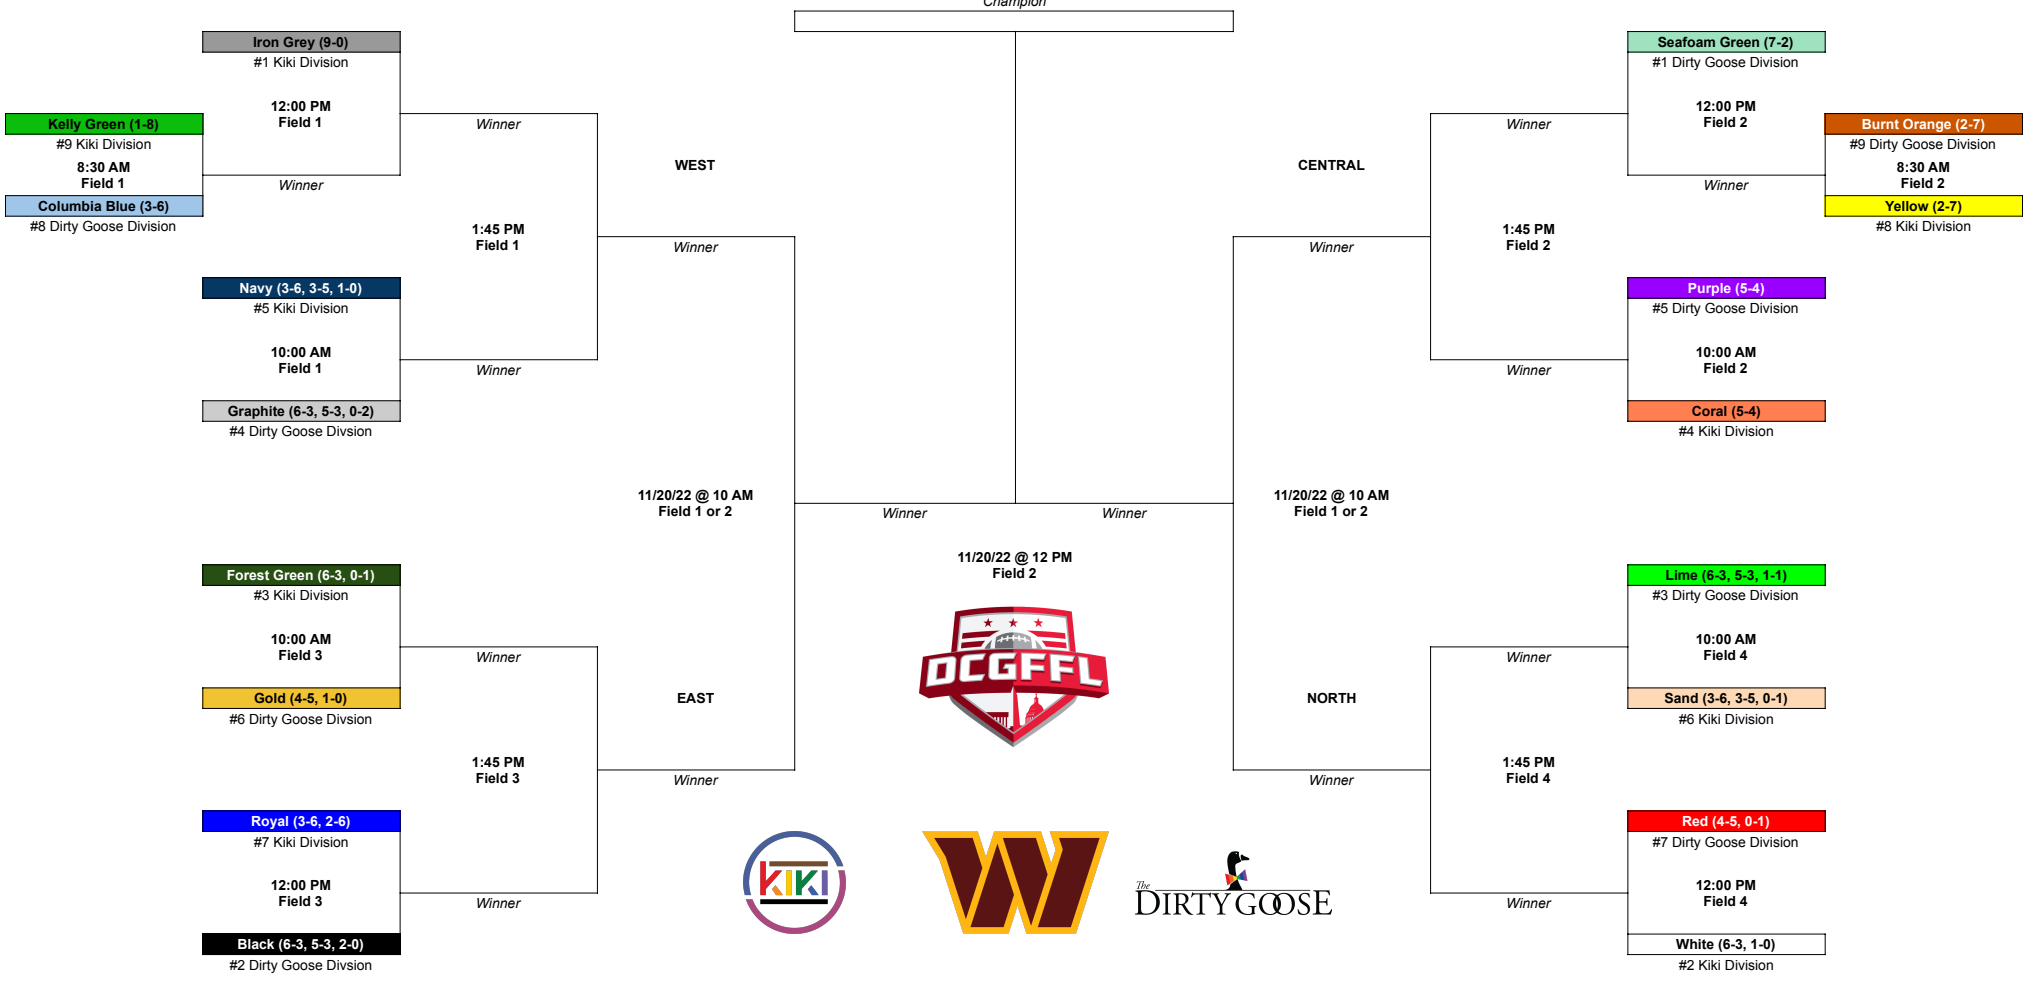 Champion
Iron Grey (9-0)
#1 Kiki Division
12:00 PM
Field 1
Kelly Green (1-8)
#9 Kiki Division
8:30 AM
Field 1
Columbia Blue (3-6)
#8 Dirty Goose Division
Winner
Winner
WEST
1:45 PM
Field 1
Winner
Navy (3-6, 3-5, 1-0)
#5 Kiki Division
10:00 AM
Field 1
Graphite (6-3, 5-3, 0-2)
#4 Dirty Goose Divsion
Winner
11/20/22 @ 10 AM
Field 1 or 2
Winner
Forest Green (6-3, 0-1)
#3 Kiki Division
10:00 AM
Field 3
Gold (4-5, 1-0)
#6 Dirty Goose Divsion
Winner
EAST
1:45 PM
Field 3
Winner
Royal (3-6, 2-6)
#7 Kiki Division
12:00 PM
Field 3
Black (6-3, 5-3, 2-0)
#2 Dirty Goose Divsion
Winner
Seafoam Green (7-2)
#1 Dirty Goose Division
12:00 PM
Field 2
Burnt Orange (2-7)
#9 Dirty Goose Division
8:30 AM
Field 2
Yellow (2-7)
#8 Kiki Division
Winner
Winner
CENTRAL
1:45 PM
Field 2
Winner
Purple (5-4)
#5 Dirty Goose Division
10:00 AM
Field 2
Coral (5-4)
#4 Kiki Division
Winner
11/20/22 @ 10 AM
Field 1 or 2
Winner
Lime (6-3, 5-3, 1-1)
#3 Dirty Goose Division
10:00 AM
Field 4
Sand (3-6, 3-5, 0-1)
#6 Kiki Division
Winner
NORTH
1:45 PM
Field 4
Winner
Red (4-5, 0-1)
#7 Dirty Goose Division
12:00 PM
Field 4
White (6-3, 1-0)
#2 Kiki Division
Winner
11/20/22 @ 12 PM
Field 2
DCGFFL
KIKI
W
The
DIRTY GOOSE